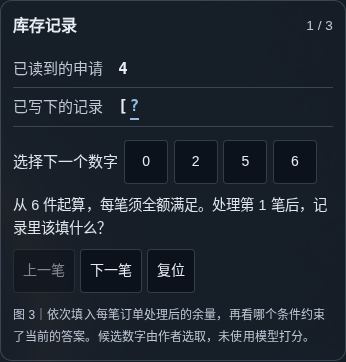 库存记录 1 / 3
已读到的申请 4
已写下的记录 [ ?
选择下一个数字 0 2 5 6
从 6 件起算，每笔须全额满足。处理第 1 笔后，记
录里该填什么？
上一笔 下一笔 复位
图 3｜依次填入每笔订单处理后的余量，再看哪个条件约束
了当前的答案。候选数字由作者选取，未使用模型打分。